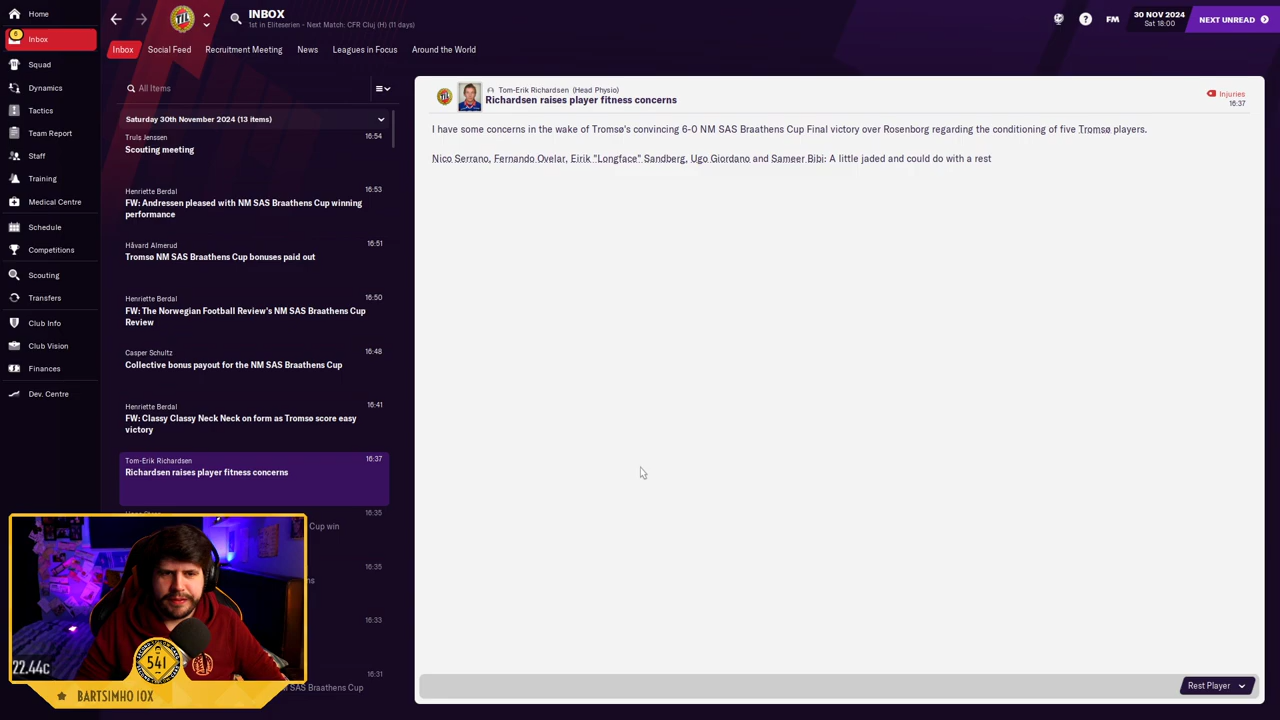 INBOX
1st in Eliteserien - Next Match: CFR Cluj (H) (11 days)
FM
30 NOV 2024
Sat 18:00
NEXT UNREAD
Home
6
Inbox
Squad
Dynamics
Tactics
Team Report
Staff
Training
Medical Centre
Schedule
Competitions
Scouting
Transfers
Club Info
Club Vision
Finances
Dev. Centre
Inbox
Social Feed
Recruitment Meeting
News
Leagues in Focus
Around the World
All Items
Saturday 30th November 2024 (13 items)
Truls Jenssen 16:54
Scouting meeting
Henriette Berdal 16:53
FW: Andressen pleased with NM SAS Braathens Cup winning
performance
Håvard Almerud 16:51
Tromsø NM SAS Braathens Cup bonuses paid out
Henriette Berdal 16:50
FW: The Norwegian Football Review's NM SAS Braathens Cup
Review
Casper Schultz 16:48
Collective bonus payout for the NM SAS Braathens Cup
Henriette Berdal 16:41
FW: Classy Classy Neck Neck on form as Tromsø score easy
victory
Tom-Erik Richardsen 16:37
Richardsen raises player fitness concerns
16:35
Cup win
16:35
16:33
16:31
SAS Braathens Cup
Tom-Erik Richardsen (Head Physio)
Richardsen raises player fitness concerns
Injuries
16:37
I have some concerns in the wake of Tromsø's convincing 6-0 NM SAS Braathens Cup Final victory over Rosenborg regarding the conditioning of five Tromsø players.
Nico Serrano, Fernando Ovelar, Eirik "Longface" Sandberg, Ugo Giordano and Sameer Bibi: A little jaded and could do with a rest
Rest Player
541
22.44c
BARTSIMHO IOX